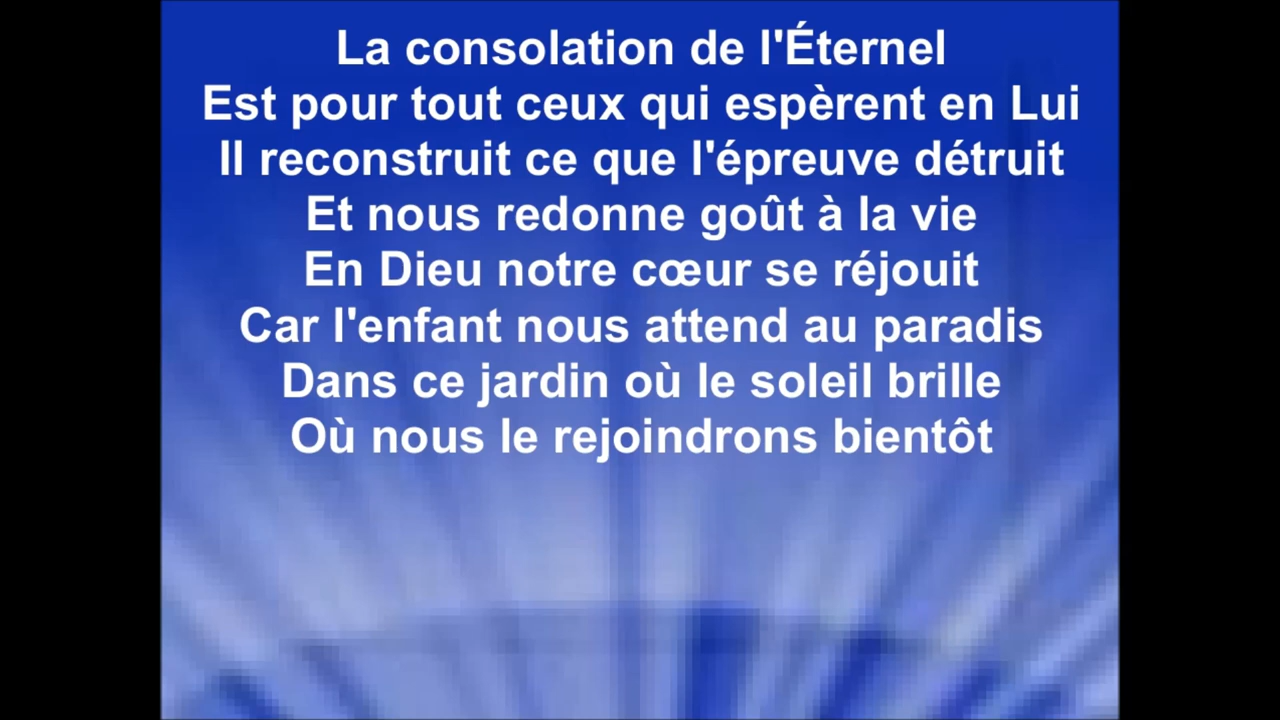 La consolation de l'Éternel
Est pour tout ceux qui espèrent en Lui
Il reconstruit ce que l'épreuve détruit
Et nous redonne goût à la vie
En Dieu notre cœur se réjouit
Car l'enfant nous attend au paradis
Dans ce jardin où le soleil brille
Où nous le rejoindrons bientôt